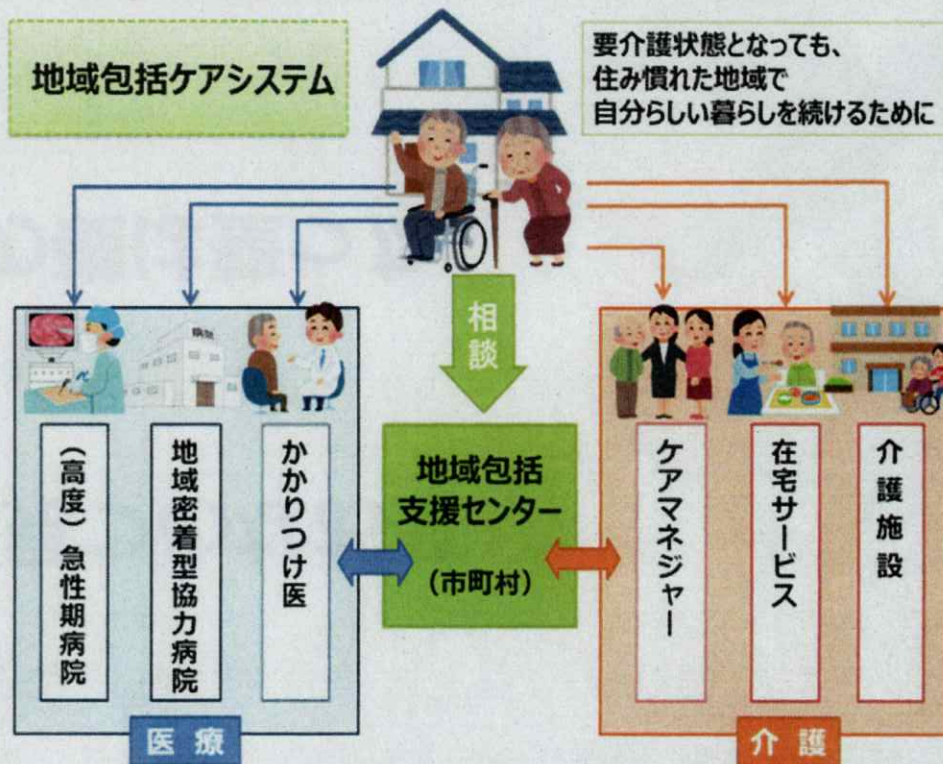 地域包括ケアシステム
要介護状態となっても、
住み慣れた地域で
自分らしい暮らしを続けるために
相談
病院
(高度)急性期病院
地域密着型協力病院
かかりつけ医
医療
地域包括
支援センター
(市町村)
ケアマネジャー
在宅サービス
介護施設
介護